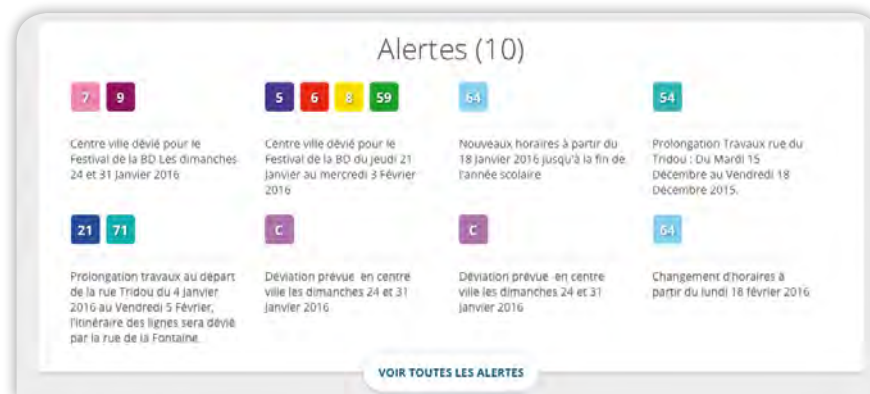 Alertes (10)
7 9
Centre ville dévié pour le
Festival de la BD Les dimanches
24 et 31 Janvier 2016
5 6 8 59
Centre ville dévié pour le
Festival de la BD du jeudi 21
Janvier au mercredi 3 Février
2016
64
Nouveaux horaires à partir du
18 Janvier 2016 jusqu'à la fin de
l'année scolaire
54
Prolongation Travaux rue du
Tridou : Du Mardi 15
Décembre au Vendredi 18
Décembre 2015.
21 71
Prolongation travaux au départ
de la rue Tridou du 4 Janvier
2016 au Vendredi 5 Février,
l'itinéraire des lignes sera dévié
par la rue de la Fontaine
C
Déviation prévue en centre
ville les dimanches 24 et 31
Janvier 2016
C
Déviation prévue en centre
ville les dimanches 24 et 31
Janvier 2016
64
Changement d'horaires à
partir du lundi 18 février 2016
VOIR TOUTES LES ALERTES